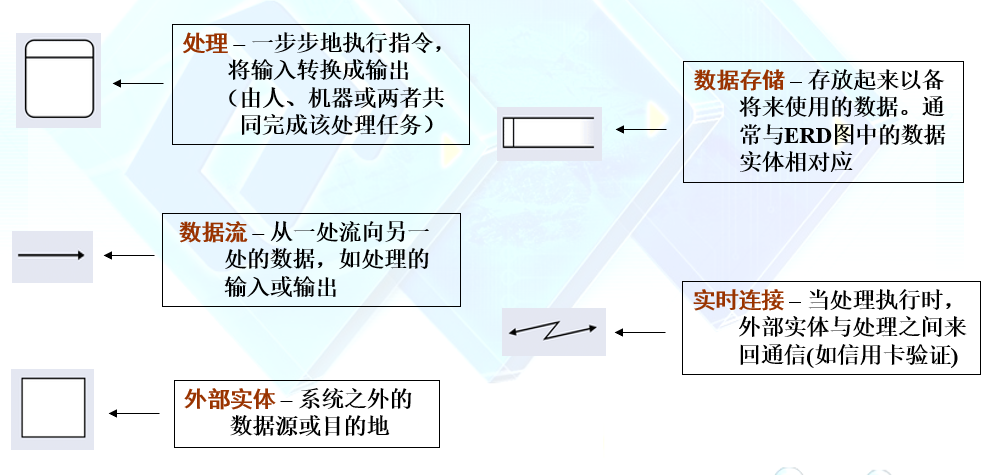 处理 – 一步步地执行指令，
将输入转换成输出
（由人、机器或两者共
同完成该处理任务）
数据存储 – 存放起来以备
将来使用的数据。通
常与ERD图中的数据
实体相对应
数据流 – 从一处流向另一
处的数据，如处理的
输入或输出
实时连接 – 当处理执行时，
外部实体与处理之间来
回通信(如信用卡验证)
外部实体 – 系统之外的
数据源或目的地